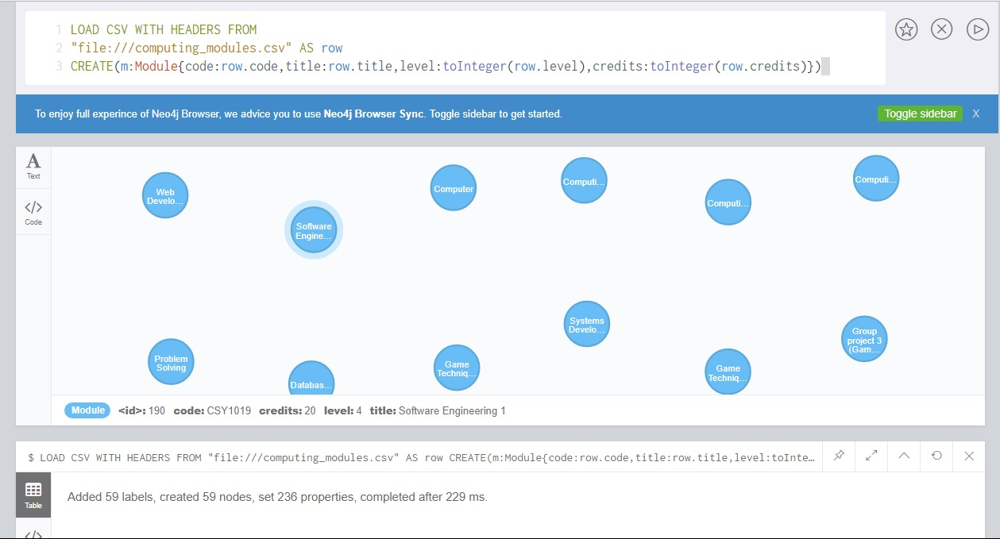 1 LOAD CSV WITH HEADERS FROM
2 "file:///computing_modules.csv" AS row
3 CREATE(m:Module{code:row.code,title:row.title,level:toInteger(row.level),credits:toInteger(row.credits)})
To enjoy full experince of Neo4j Browser, we advice you to use Neo4j Browser Sync. Toggle sidebar to get started.
Toggle sidebar X
A
Text
</>
Code
Web
Develo...
Software
Engine...
Computer
Computi...
Computi...
Computi...
Problem
Solving
Databas...
Game
Techniq...
Systems
Develo...
Game
Techniq...
Group
project 3
(Gam...
Module <id>: 190 code: CSY1019 credits: 20 level: 4 title: Software Engineering 1
$ LOAD CSV WITH HEADERS FROM "file:///computing_modules.csv" AS row CREATE(m:Module{code:row.code,title:row.title,level:toInte…
Table
Added 59 labels, created 59 nodes, set 236 properties, completed after 229 ms.
</>